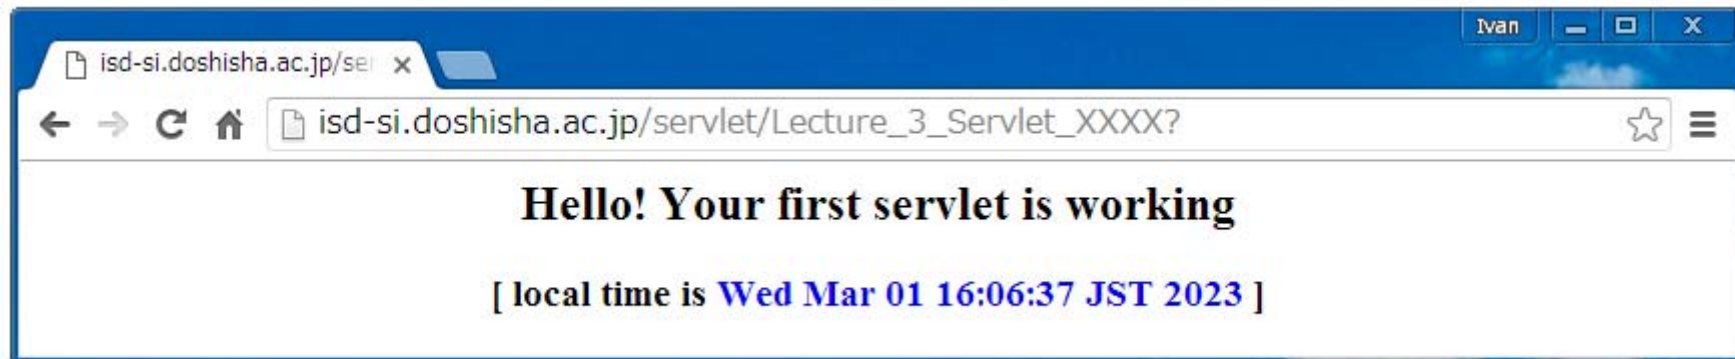 Ivan
isd-si.doshisha.ac.jp/se
isd-si.doshisha.ac.jp/servlet/Lecture_3_Servlet_XXXX?
Hello! Your first servlet is working
[ local time is Wed Mar 01 16:06:37 JST 2023 ]